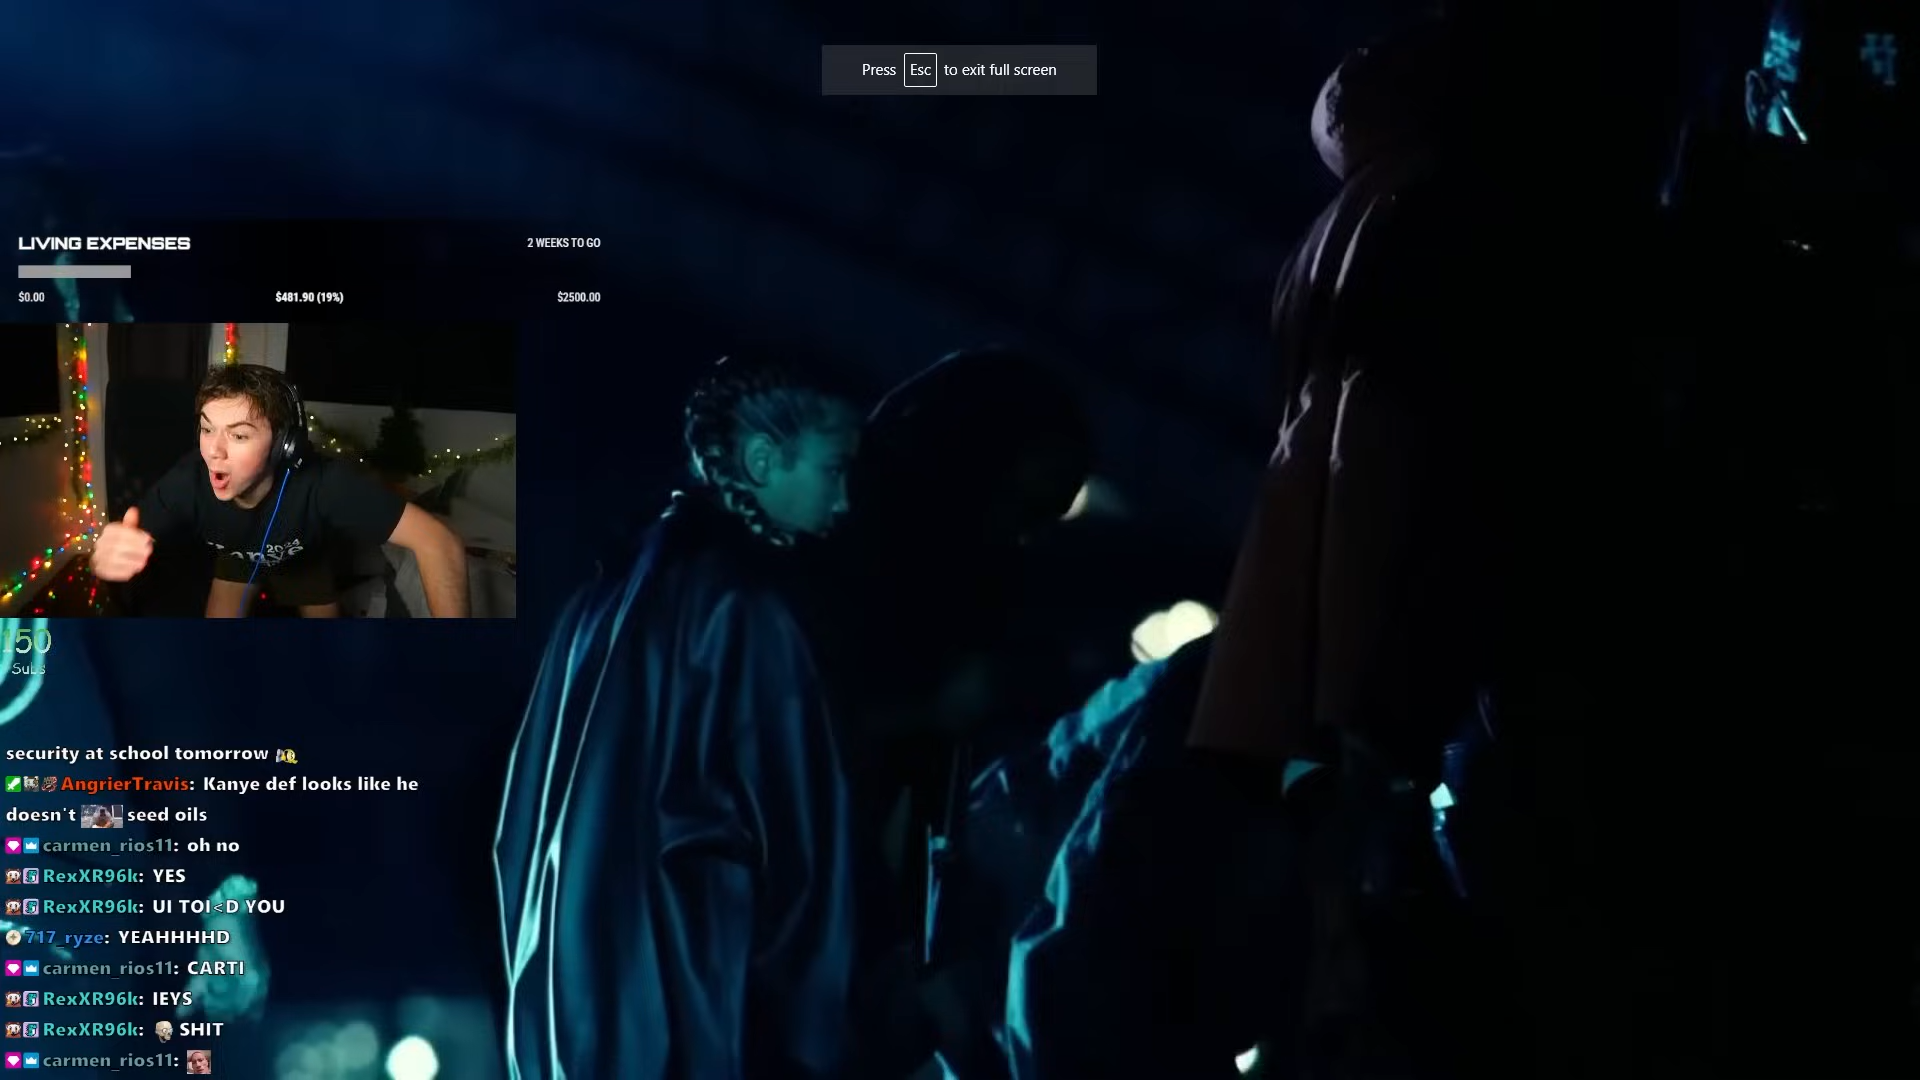 Press Esc to exit full screen
LIVING EXPENSES
2 WEEKS TO GO
$0.00
$481.90 (19%)
$2500.00
2024
150
Subs
security at school tomorrow
AngrierTravis: Kanye def looks like he
doesn't seed oils
carmen_rios11: oh no
RexXR96k: YES
RexXR96k: UI TOI<D YOU
717_ryze: YEAHHHHD
carmen_rios11: CARTI
RexXR96k: IEYS
RexXR96k: SHIT
carmen_rios11: